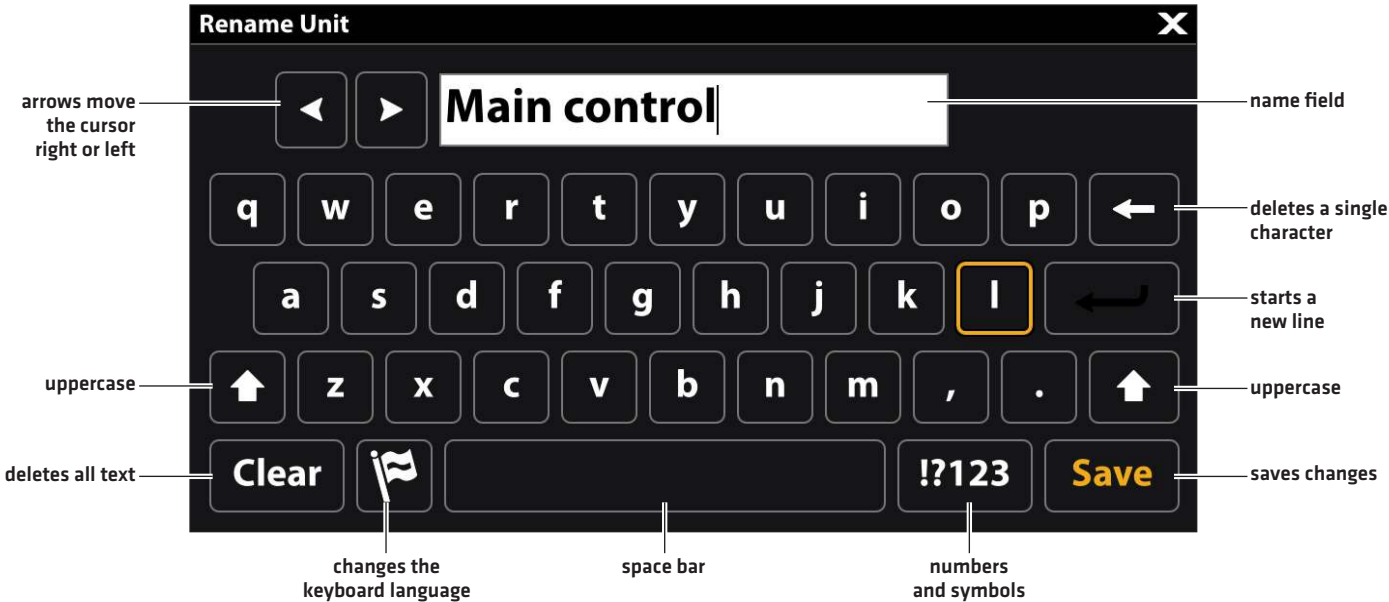 Rename Unit X
arrows move
the cursor
right or left
Main control
name field
q w e r t y u i o p
deletes a single
character
a s d f g h j k l
starts a
new line
uppercase
z x c v b n m , .
uppercase
deletes all text
Clear !?123 Save
saves changes
changes the
keyboard language
space bar
numbers
and symbols